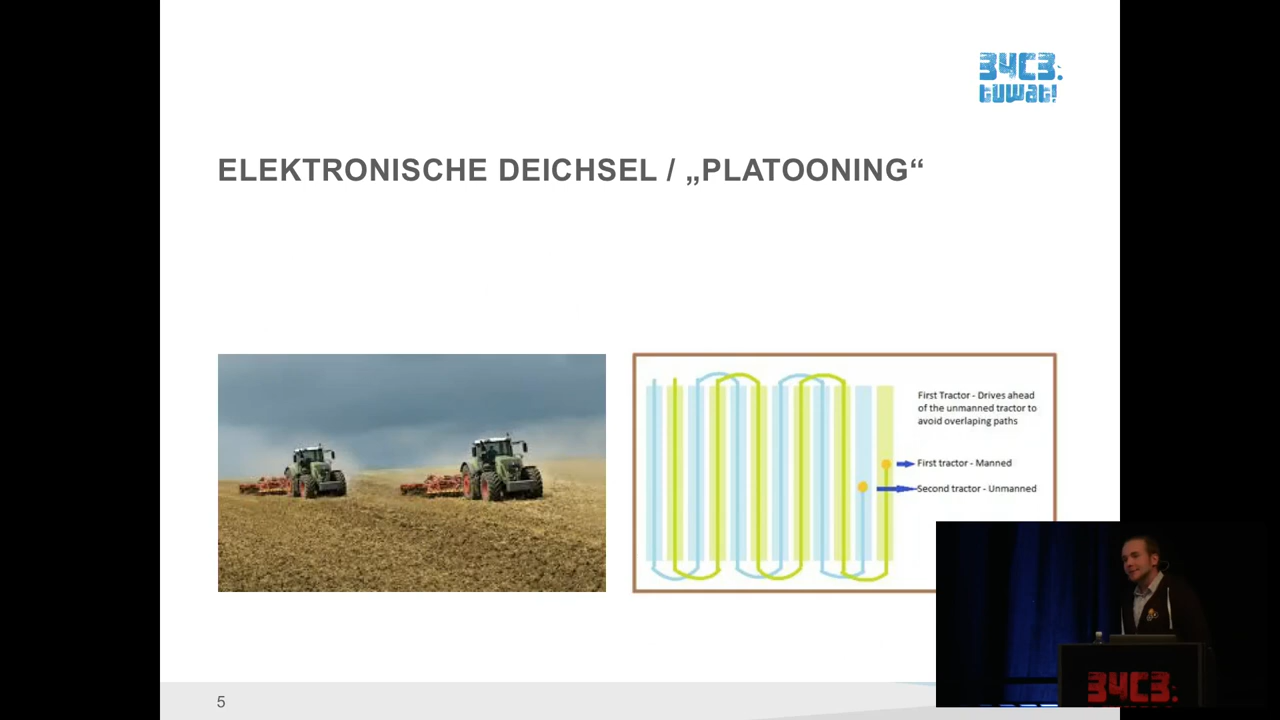 34C3.
tuwat!
ELEKTRONISCHE DEICHSEL / „PLATOONING“
First Tractor - Drives ahead
of the unmanned tractor to
avoid overlaping paths
First tractor - Manned
Second tractor - Unmanned
34C3.
5